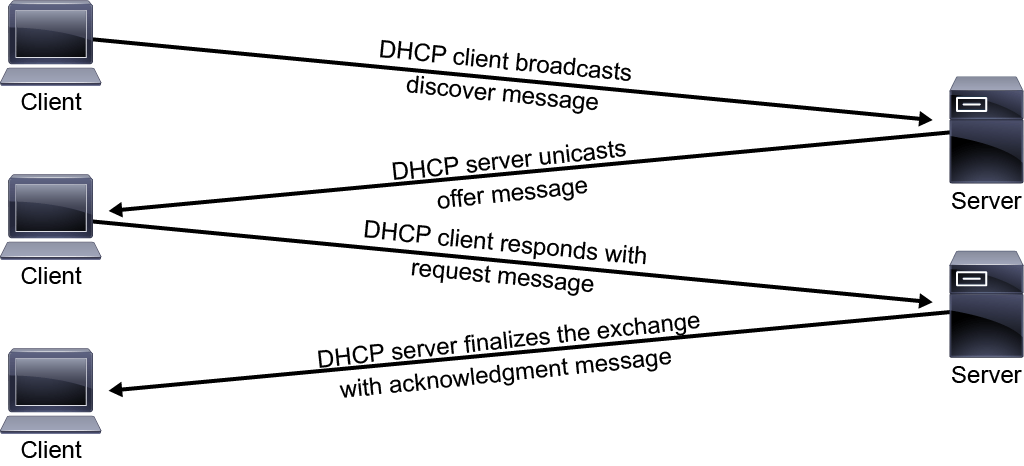 DHCP client broadcasts
discover message
Client
DHCP server unicasts
offer message
Server
DHCP client responds with
request message
Client
DHCP server finalizes the exchange
with acknowledgment message
Server
Client